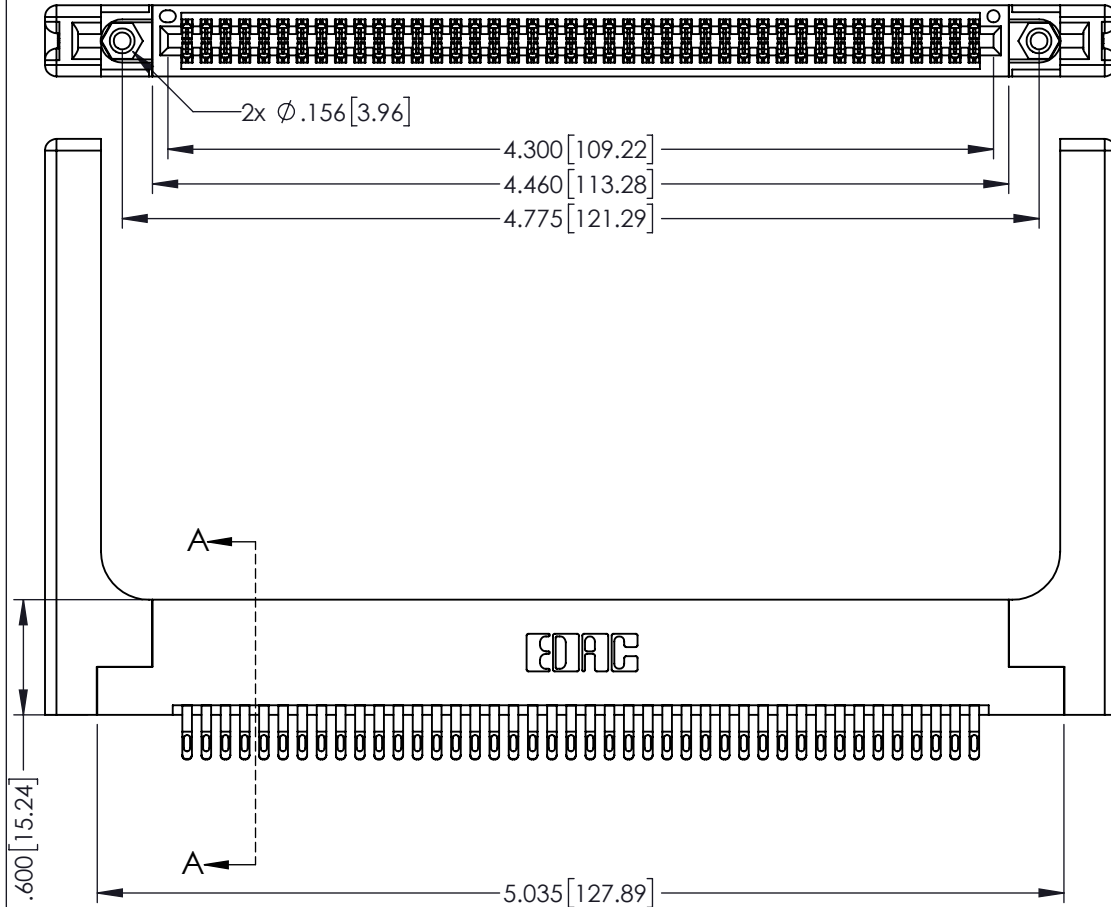 2x Ø.156[3.96]
4.300[109.22]
4.460[113.28]
4.775[121.29]
A
EDAC
A
.600[15.24]
5.035[127.89]